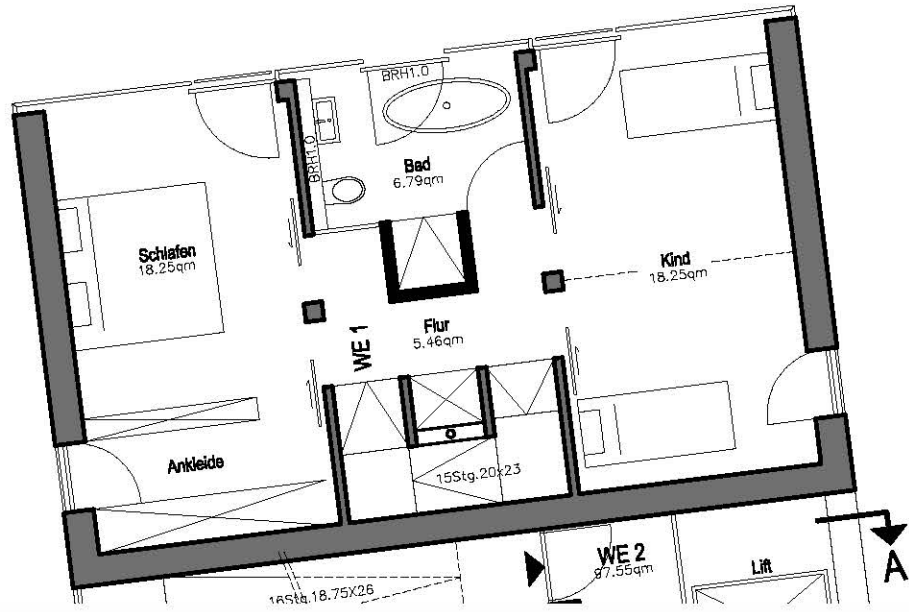 BRH1.0
BRH1.0
Bad
6.79qm
Schlafen
18.25qm
Kind
18.25qm
WE 1
Flur
5.46qm
Ankleide
15Stg.20x23
16Stg.18.75X26
WE 2
97.55qm
Lift
A